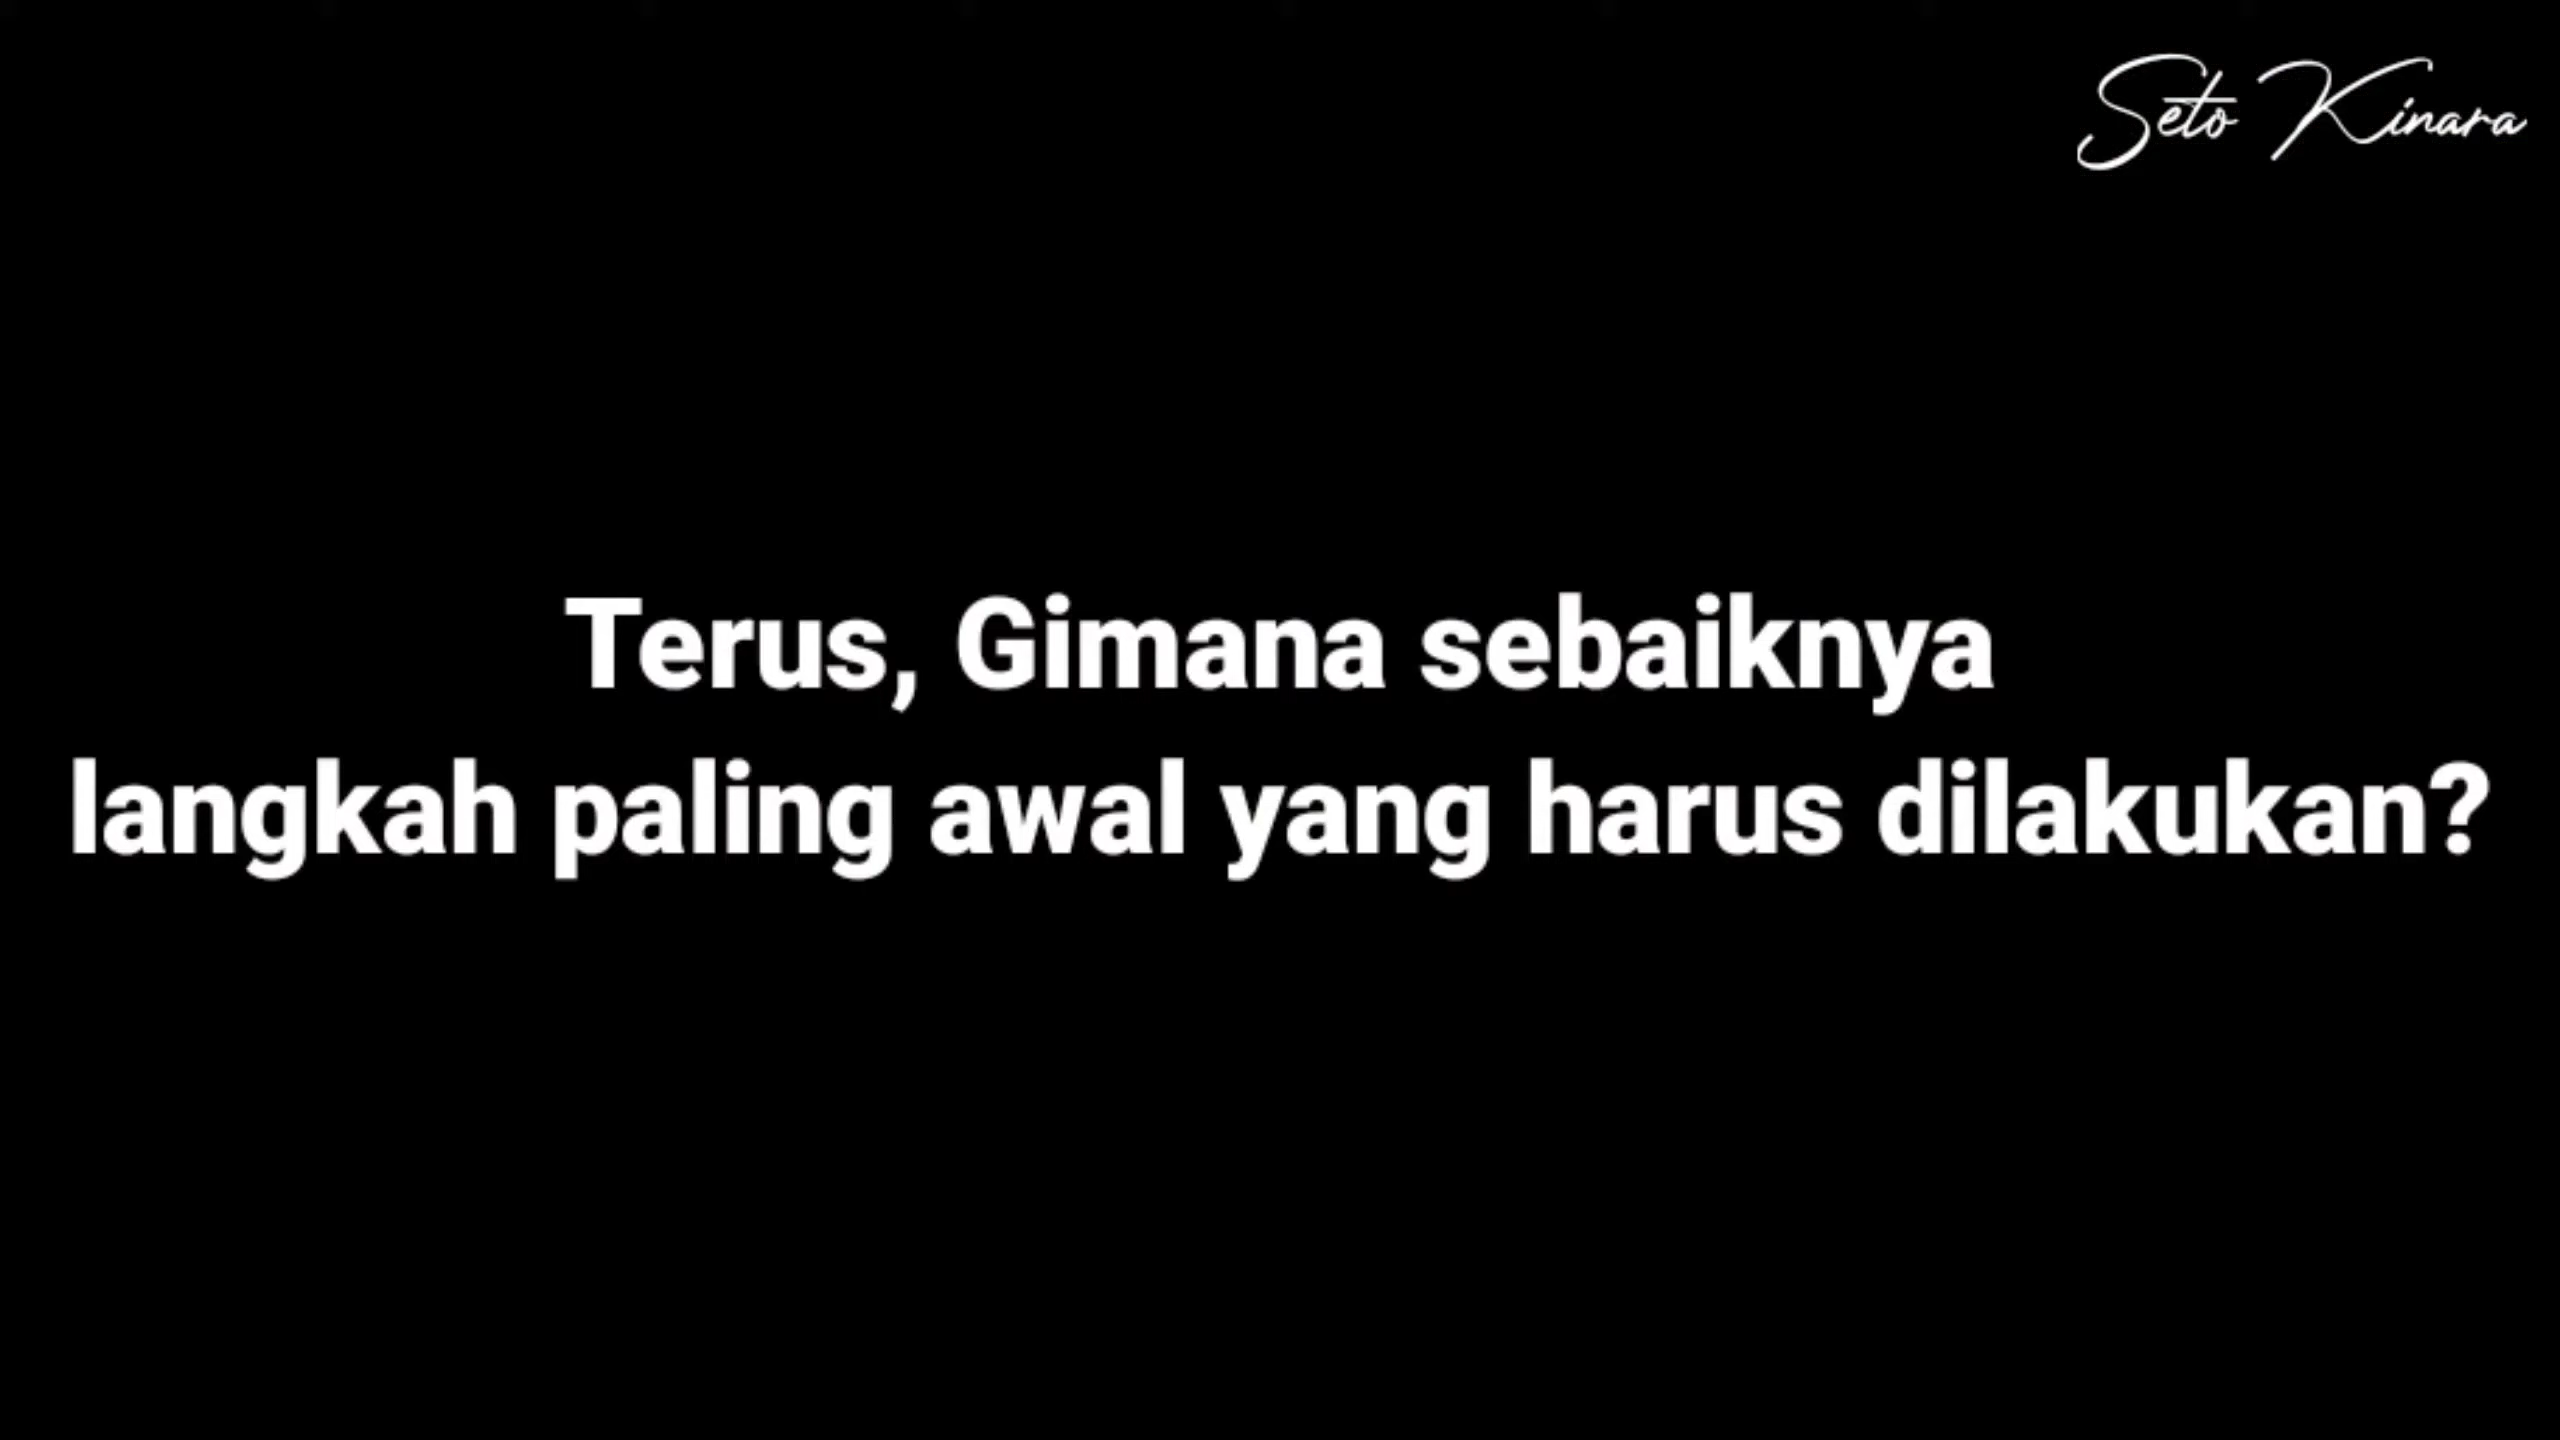 Seto Kinara
Terus, Gimana sebaiknya
langkah paling awal yang harus dilakukan?